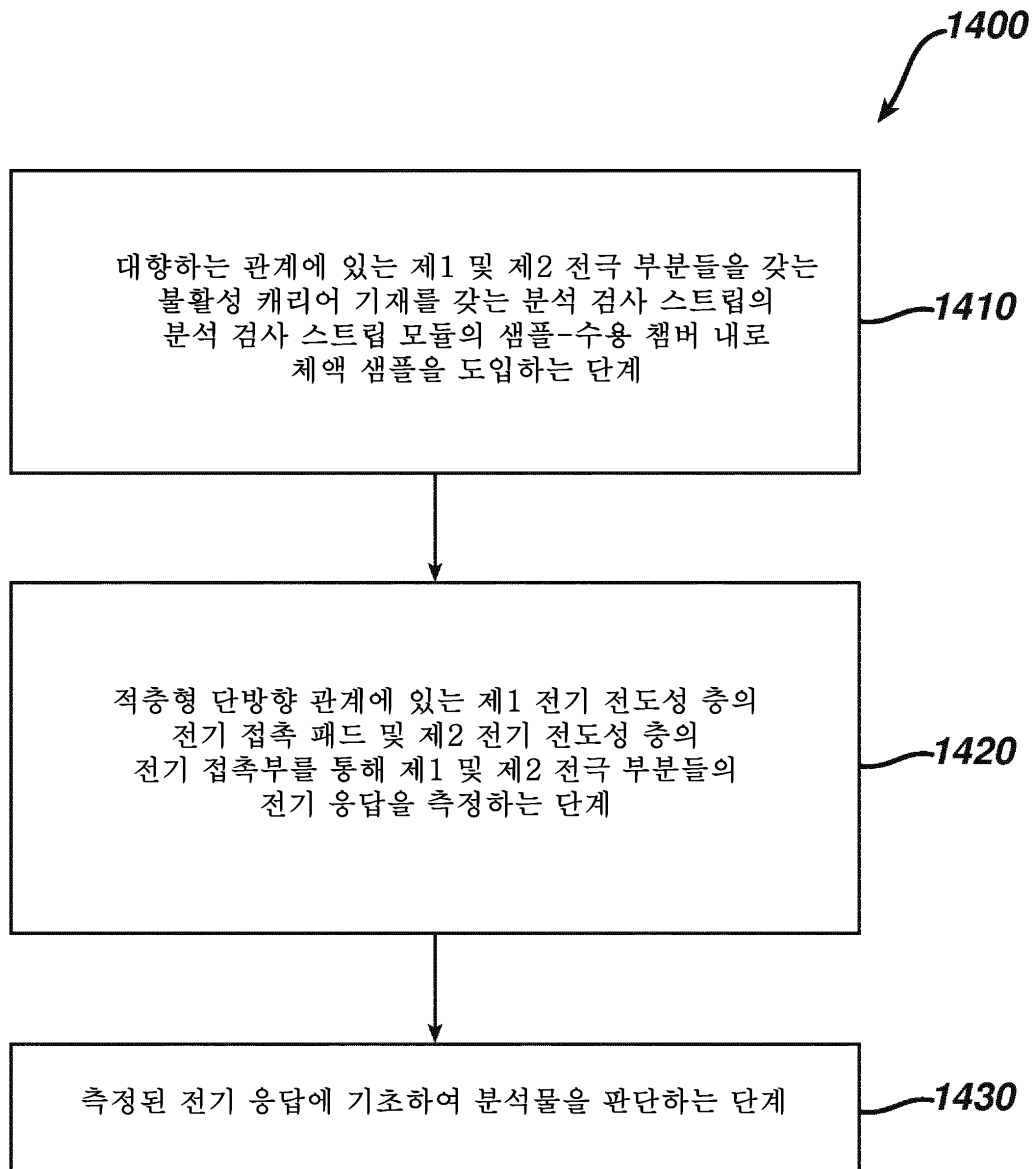 1400
대향하는 관계에 있는 제1 및 제2 전극 부분들을 갖는
불활성 캐리어 기재를 갖는 분석 검사 스트립의
분석 검사 스트립 모듈의 샘플-수용 챔버 내로
체액 샘플을 도입하는 단계
1410
적층형 단방향 관계에 있는 제1 전기 전도성 층의
전기 접촉 패드 및 제2 전기 전도성 층의
전기 접촉부를 통해 제1 및 제2 전극 부분들의
전기 응답을 측정하는 단계
1420
측정된 전기 응답에 기초하여 분석물을 판단하는 단계
1430